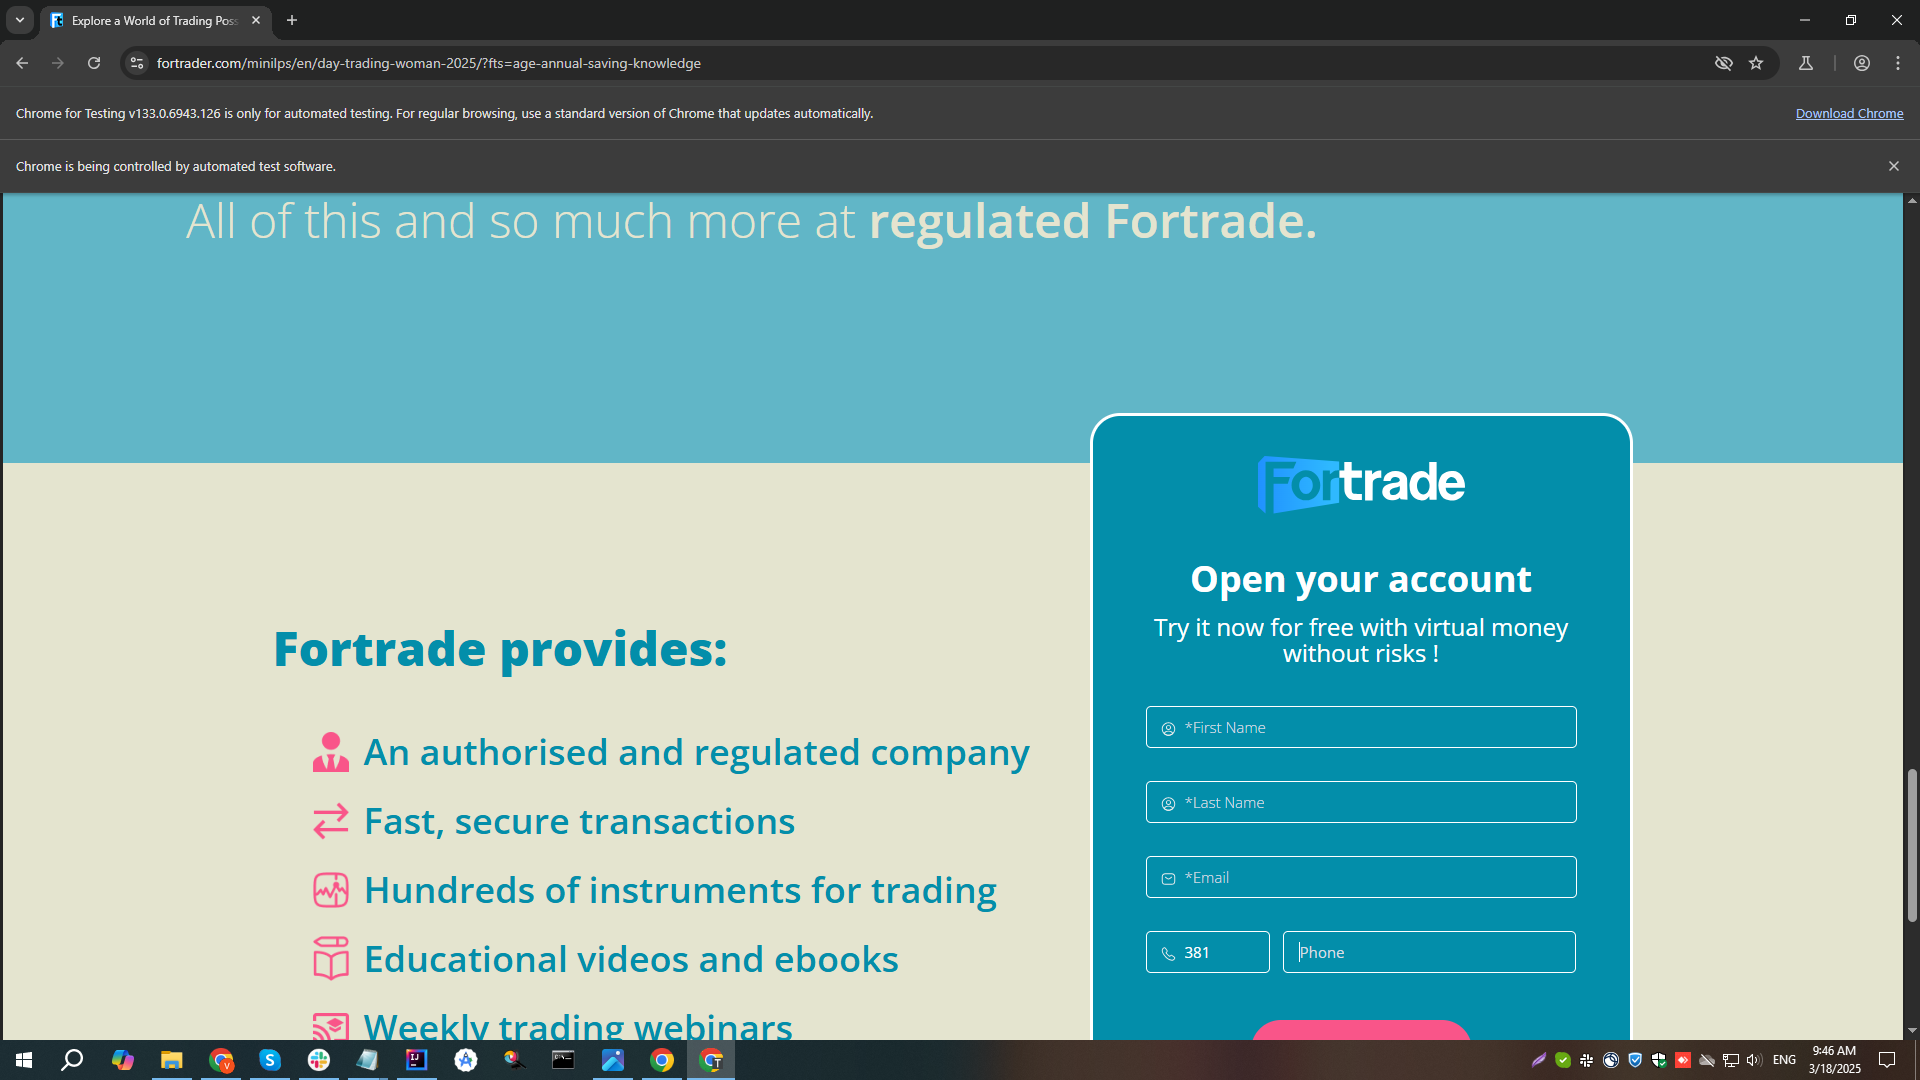 Explore a World of Trading Pos
fortrader.com/minilps/en/day-trading-woman-2025/?fts=age-annual-saving-knowledge
Chrome for Testing v133.0.6943.126 is only for automated testing. For regular browsing, use a standard version of Chrome that updates automatically.
Download Chrome
Chrome is being controlled by automated test software.
All of this and so much more at regulated Fortrade.
Fortrade
Open your account
Try it now for free with virtual money
without risks !
*First Name
*Last Name
*Email
381
Phone
Fortrade provides:
An authorised and regulated company
Fast, secure transactions
Hundreds of instruments for trading
Educational videos and ebooks
Weekly trading webinars
ENG
9:46 AM
3/18/2025